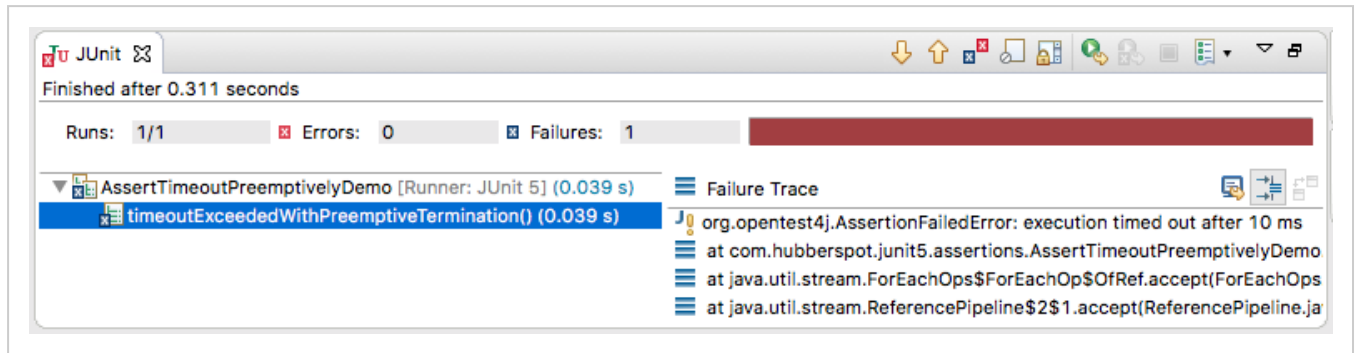 JUnit
Finished after 0.311 seconds
Runs: 1/1 Errors: 0 Failures: 1
AssertTimeoutPreemptivelyDemo [Runner: JUnit 5] (0.039 s)
timeoutExceededWithPreemptiveTermination() (0.039 s)
Failure Trace
org.opentest4j.AssertionFailedError: execution timed out after 10 ms
at com.hubberspot.junit5.assertions.AssertTimeoutPreemptivelyDemo.
at java.util.stream.ForEachOps$ForEachOp$OfRef.accept(ForEachOps
at java.util.stream.ReferencePipeline$2$1.accept(ReferencePipeline.ja